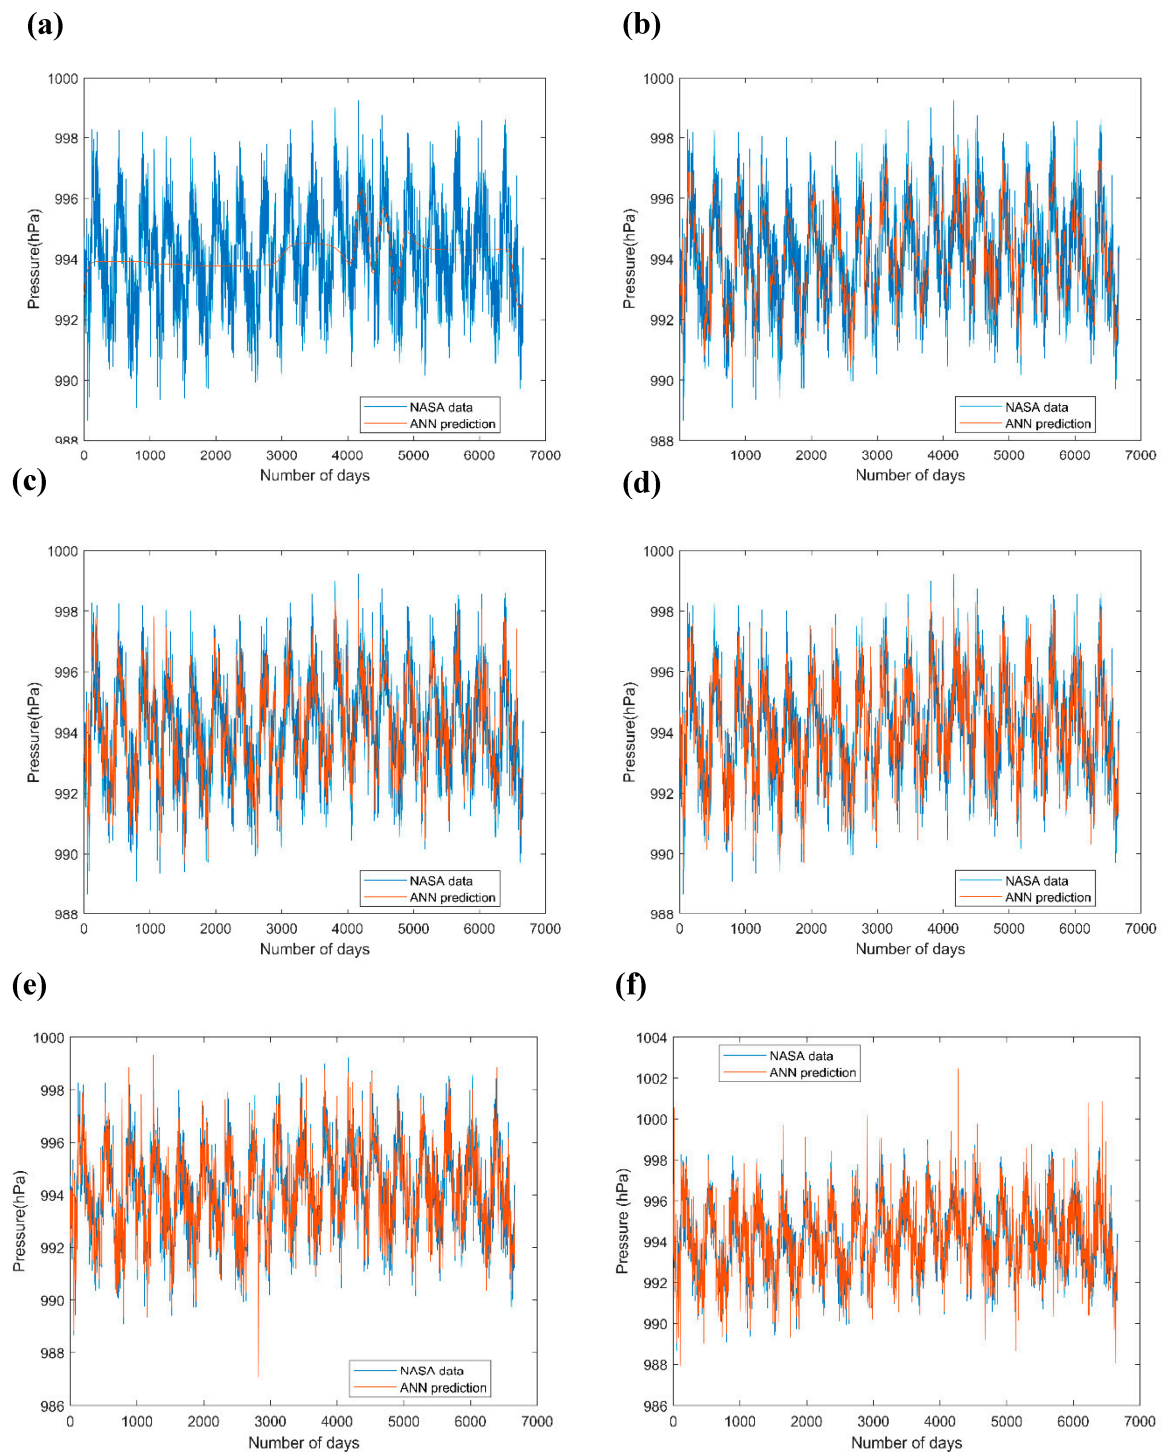 (a)
(b)
1000
998
996
994
992
990
988
Pressure(hPa)
NASA data
ANN prediction
0 1000 2000 3000 4000 5000 6000 7000
Number of days
1000
998
996
994
992
990
988
Pressure(hPa)
NASA data
ANN prediction
0 1000 2000 3000 4000 5000 6000 7000
Number of days
(c)
(d)
1000
998
996
994
992
990
988
Pressure(hPa)
NASA data
ANN prediction
0 1000 2000 3000 4000 5000 6000 7000
Number of days
1000
998
996
994
992
990
988
Pressure(hPa)
NASA data
ANN prediction
0 1000 2000 3000 4000 5000 6000 7000
Number of days
(e)
(f)
1000
998
996
994
992
990
988
986
Pressure(hPa)
NASA data
ANN prediction
0 1000 2000 3000 4000 5000 6000 7000
Number of days
1004
1002
1000
998
996
994
992
990
988
986
Pressure (hPa)
NASA data
ANN prediction
0 1000 2000 3000 4000 5000 6000 7000
Number of days